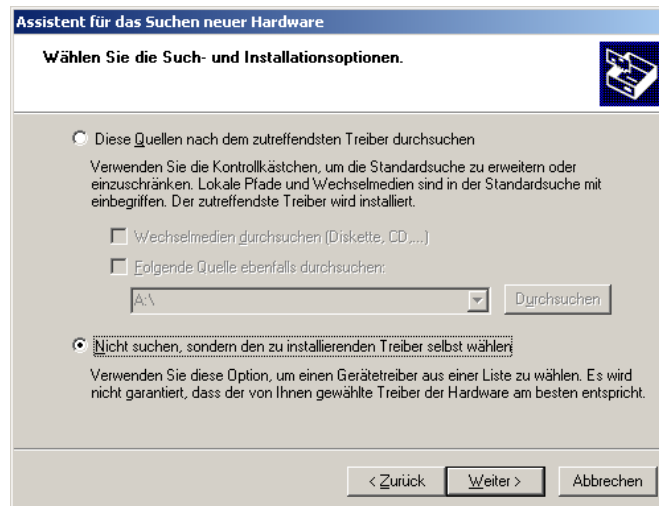 Assistent für das Suchen neuer Hardware
Wählen Sie die Such- und Installationsoptionen.
Diese Quellen nach dem zutreffendsten Treiber durchsuchen
Verwenden Sie die Kontrollkästchen, um die Standardsuche zu erweitern oder
einzuschränken. Lokale Pfade und Wechselmedien sind in der Standardsuche mit
einbegriffen. Der zutreffendste Treiber wird installiert.
Wechselmedien durchsuchen (Diskette, CD,...)
Folgende Quelle ebenfalls durchsuchen:
A:\ Durchsuchen
Nicht suchen, sondern den zu installierenden Treiber selbst wählen
Verwenden Sie diese Option, um einen Gerätetreiber aus einer Liste zu wählen. Es wird
nicht garantiert, dass der von Ihnen gewählte Treiber der Hardware am besten entspricht.
< Zurück Weiter > Abbrechen